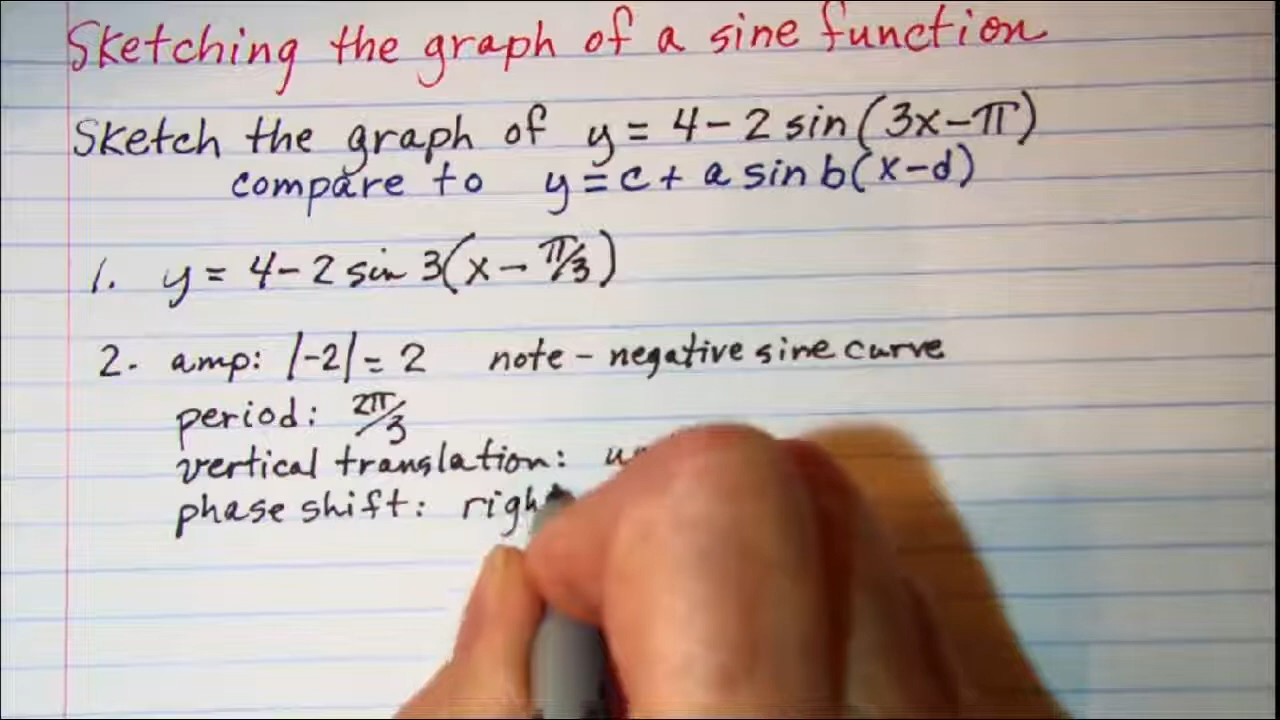 Sketching the graph of a sine function
Sketch the graph of y = 4 - 2 sin(3x - π)
compare to y = c + a sin b(x - d)
1. y = 4 - 2 sin 3(x - π/3)
2. amp: |-2| = 2 note - negative sine curve
period: 2π/3
vertical translation:
phase shift: